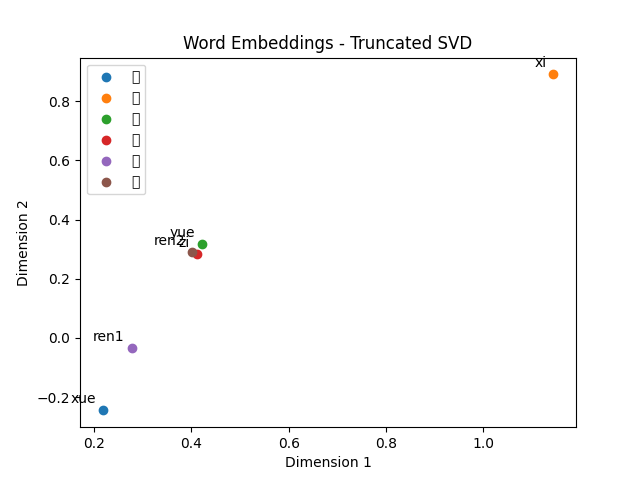 Word Embeddings - Truncated SVD
xi
yue
ren2
zi
ren1
xue
0.8
0.6
0.4
0.2
0.0
−0.2
0.2
0.4
0.6
0.8
1.0
Dimension 1
Dimension 2